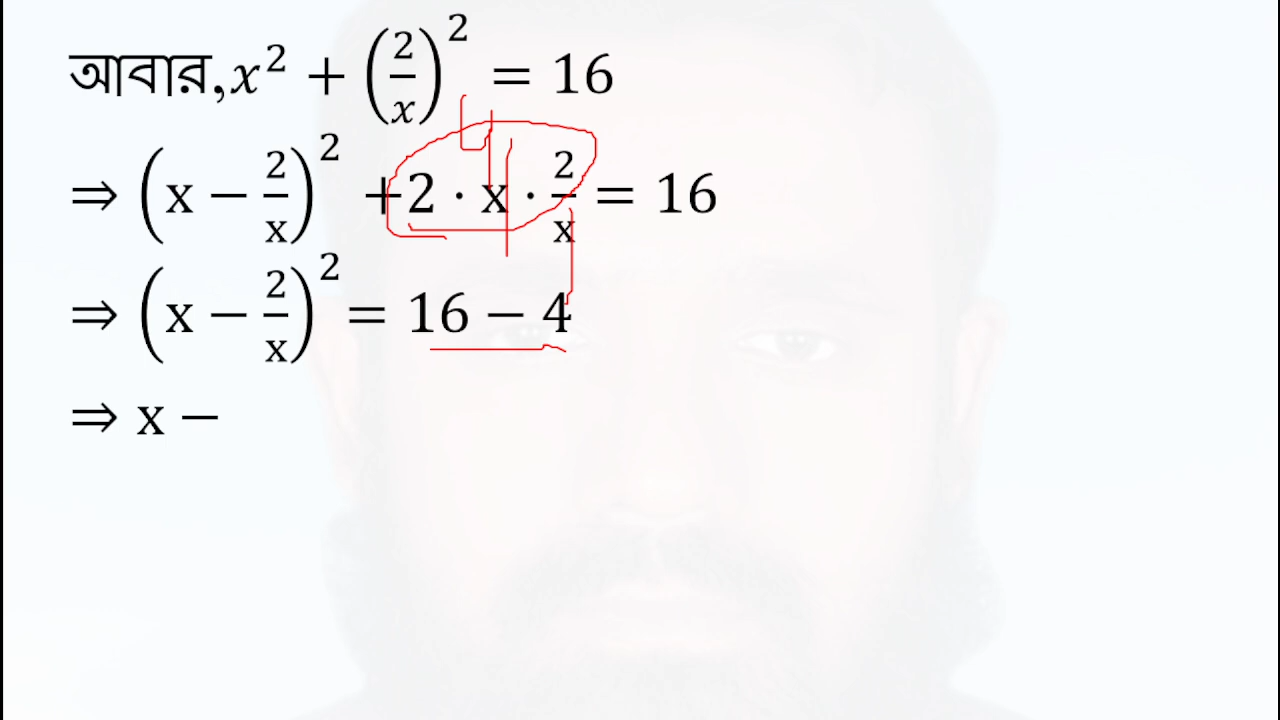 আবার, x² + (2/x)² = 16
⇒ (x − 2/x)² + 2 · x · 2/x = 16
⇒ (x − 2/x)² = 16 − 4
⇒ x −